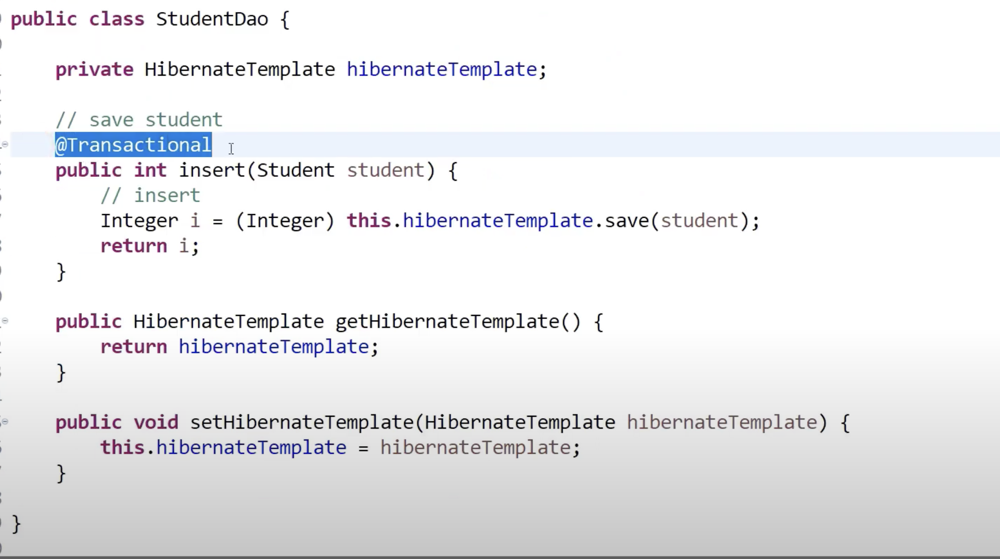 public class StudentDao {
private HibernateTemplate hibernateTemplate;
// save student
@Transactional
public int insert(Student student) {
// insert
Integer i = (Integer) this.hibernateTemplate.save(student);
return i;
}
public HibernateTemplate getHibernateTemplate() {
return hibernateTemplate;
}
public void setHibernateTemplate(HibernateTemplate hibernateTemplate) {
this.hibernateTemplate = hibernateTemplate;
}
}